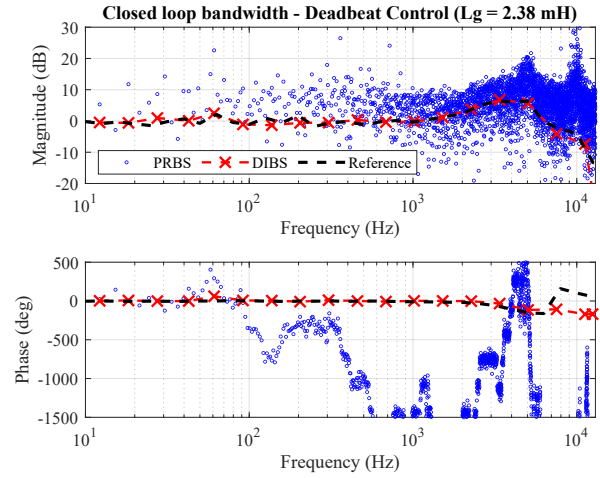 Closed loop bandwidth - Deadbeat Control (Lg = 2.38 mH)
Magnitude (dB)
30
20
10
0
-10
-20
PRBS DIBS Reference
10^1 10^2 10^3 10^4
Frequency (Hz)
Phase (deg)
500
0
-500
-1000
-1500
10^1 10^2 10^3 10^4
Frequency (Hz)